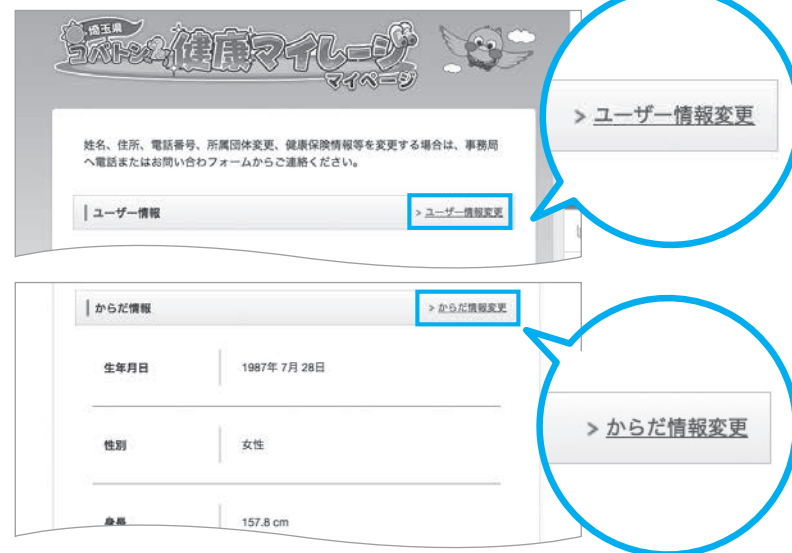 埼玉県
コバトン健康マイレージ
マイページ
姓名、住所、電話番号、所属団体変更、健康保険情報等を変更する場合は、事務局
へ電話またはお問い合わフォームからご連絡ください。
ユーザー情報
> ユーザー情報変更
> ユーザー情報変更
からだ情報
> からだ情報変更
生年月日
1987年 7月 28日
性別
女性
> からだ情報変更
身長
157.8 cm